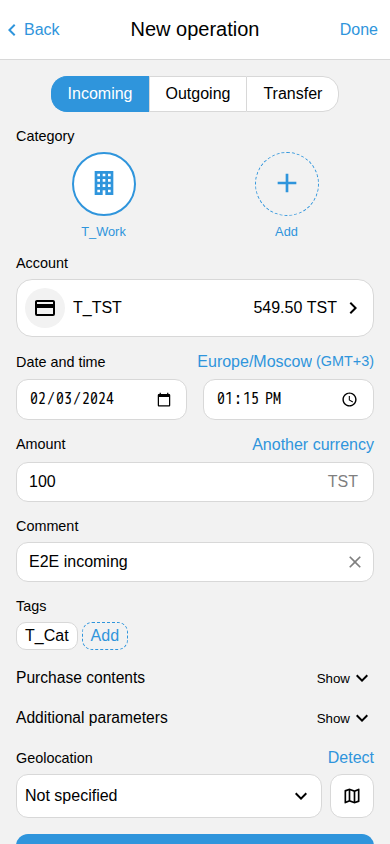 Back New operation Done
Incoming Outgoing Transfer
Category
T_Work Add
Account
T_TST 549.50 TST
Date and time Europe/Moscow (GMT+3)
02/03/2024 01:15 PM
Amount Another currency
100 TST
Comment
E2E incoming
Tags
T_Cat Add
Purchase contents Show
Additional parameters Show
Geolocation Detect
Not specified